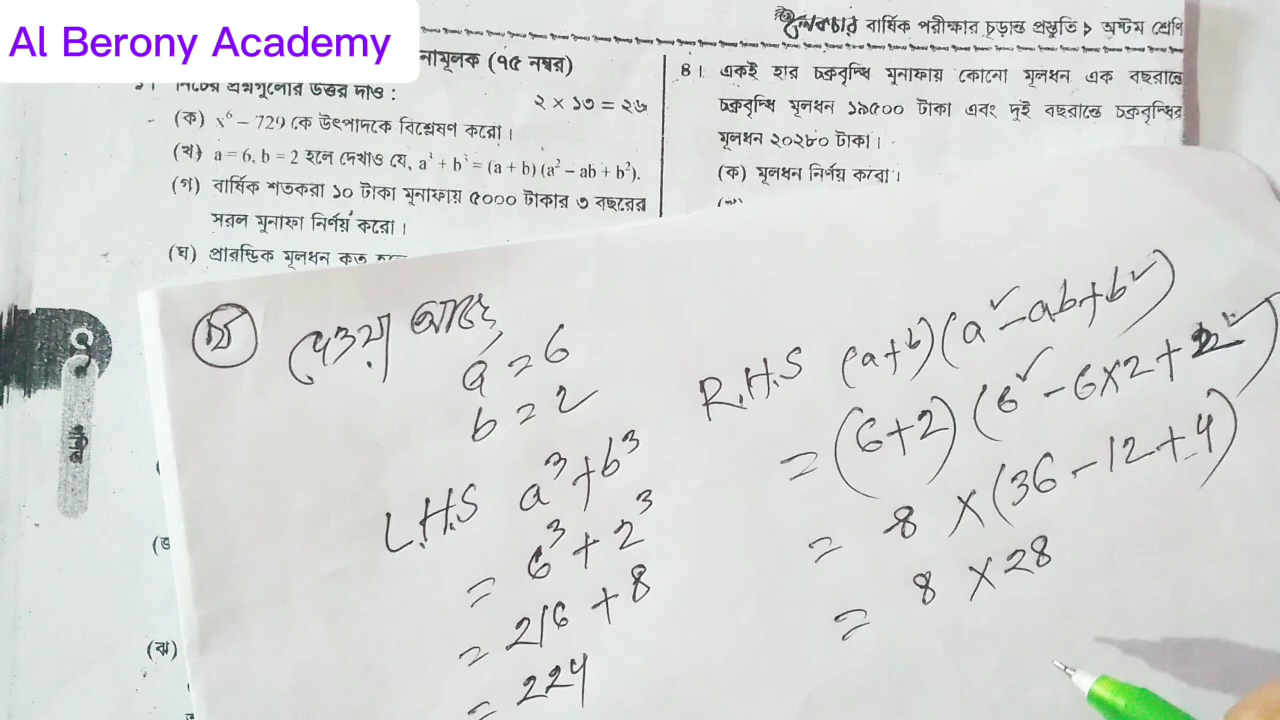 Al Berony Academy
বার্ষিক পরীক্ষার চূড়ান্ত প্রস্তুতি > অষ্টম শ্রেণি
নামূলক (৭৫ নম্বর)
নিচের প্রশ্নগুলোর উত্তর দাও :
২ × ১৩ = ২৬
(ক) x⁶ – 729 কে উৎপাদকে বিশ্লেষণ করো।
(খ) a = 6, b = 2 হলে দেখাও যে, a³ + b³ = (a + b) (a² – ab + b²).
(গ) বার্ষিক শতকরা ১০ টাকা মুনাফায় ৫০০০ টাকার ৩ বছরের
সরল মুনাফা নির্ণয় করো।
(ঘ) প্রারম্ভিক মূলধন কত
৪। একই হার চক্রবৃদ্ধি মুনাফায় কোনো মূলধন এক বছরান্তে
চক্রবৃদ্ধি মূলধন ১৯৫০০ টাকা এবং দুই বছরান্তে চক্রবৃদ্ধির
মূলধন ২০২৮০ টাকা।
(ক) মূলধন নির্ণয় করো।
গণিত
(ঝ)
(খ) দেওয়া আছে,
a = 6
b = 2
L.H.S a³ + b³
= 6³ + 2³
= 216 + 8
= 224
R.H.S (a+b)(a² – ab + b²)
= (6+2) (6² – 6×2 + 2²)
= 8 × (36 – 12 + 4)
= 8 × 28